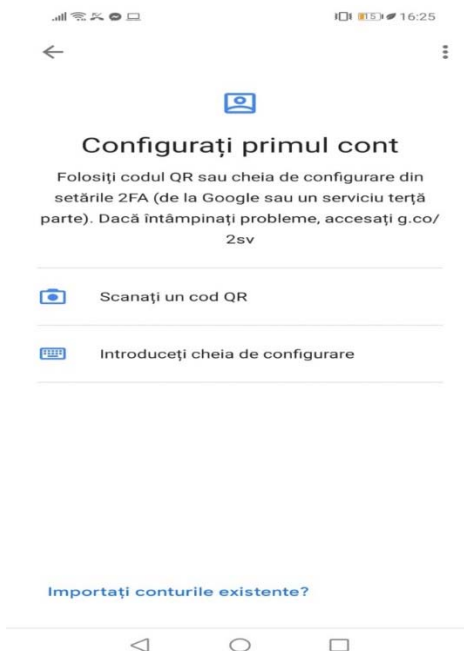 15 16:25
Configurați primul cont
Folosiți codul QR sau cheia de configurare din
setările 2FA (de la Google sau un serviciu terță
parte). Dacă întâmpinați probleme, accesați g.co/
2sv
Scanați un cod QR
Introduceți cheia de configurare
Importați conturile existente?